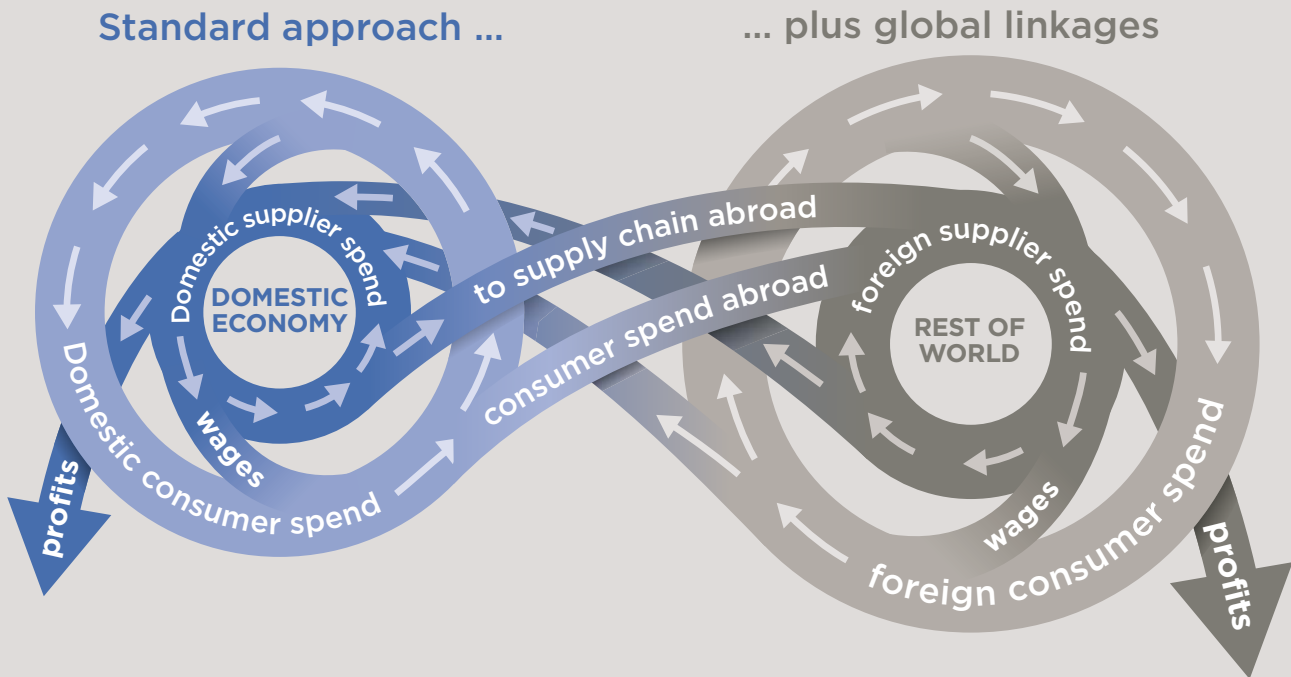 Standard approach ...
... plus global linkages
Domestic supplier spend
DOMESTIC
ECONOMY
wages
Domestic consumer spend
profits
to supply chain abroad
consumer spend abroad
foreign supplier spend
REST OF
WORLD
wages
foreign consumer spend
profits